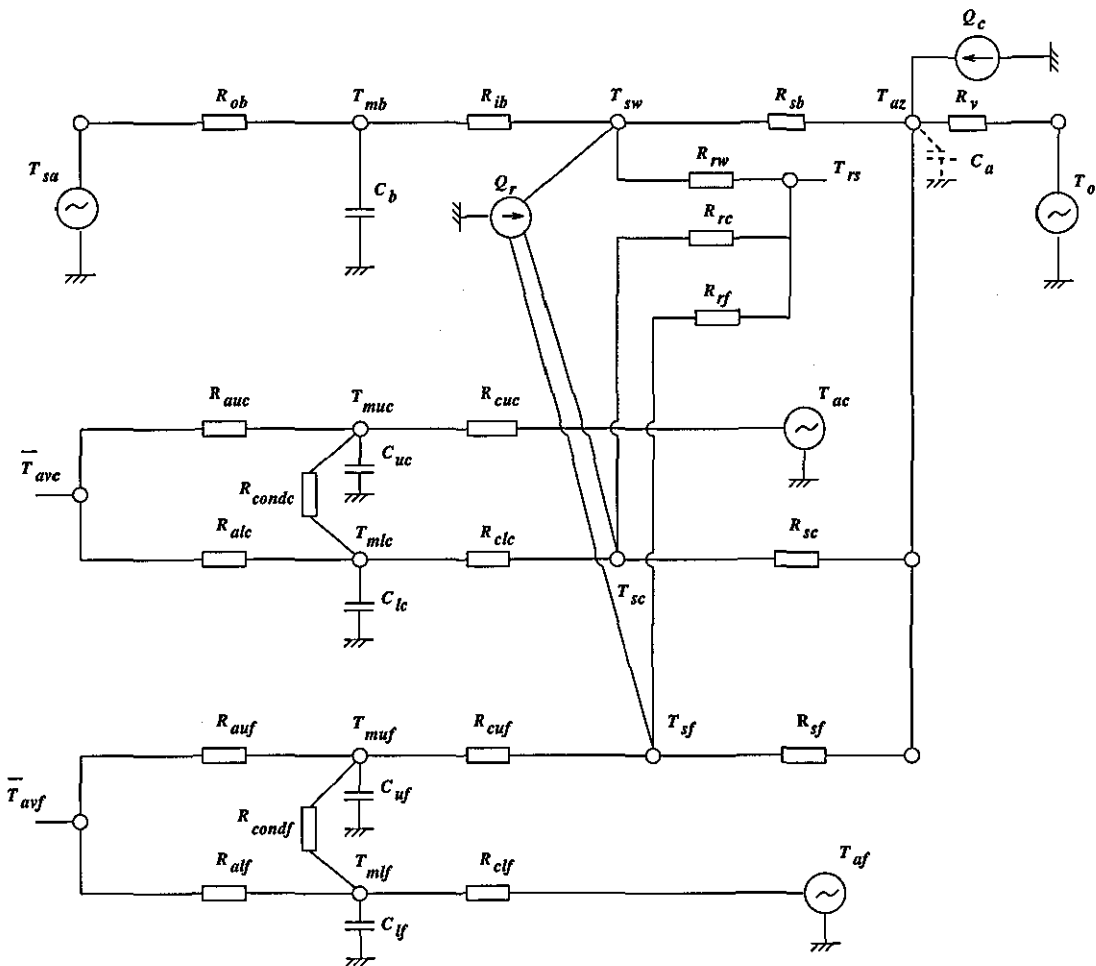 Q_c
R_ob
T_mb
R_ib
T_sw
R_sb
T_az
R_v
T_sa
C_b
Q_r
R_rw
T_rs
C_a
T_o
R_rc
R_rf
R_auc
T_muc
R_cuc
T_ac
T̅_avc
C_uc
R_condc
R_alc
T_mlc
R_clc
R_sc
T_sc
C_lc
R_auf
T_muf
R_cuf
T_sf
R_sf
T̅_avf
C_uf
R_condf
R_alf
T_mlf
R_clf
T_af
C_lf